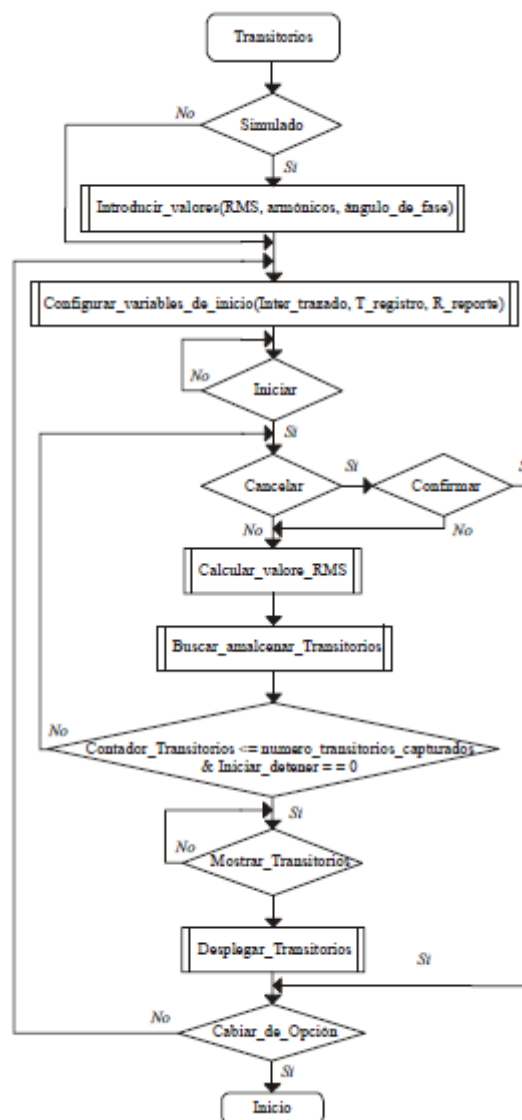 Transitorios
No
Simulado
Si
Introducir_valores(RMS, armónicos, ángulo_de_fase)
Configurar_variables_de_inicio(Inter_trazado, T_registro, R_reporte)
No
Iniciar
Si
Cancelar
Si
Confirmar
S
No
No
Calcular_valore_RMS
Buscar_amalcenar_Transitorios
No
Contador_Transitorios <= numero_transitorios_capturados
& Iniciar_detener == 0
Si
No
Mostrar_Transitorios
Desplegar_Transitorios
Si
No
Cabiar_de_Opción
Si
Inicio